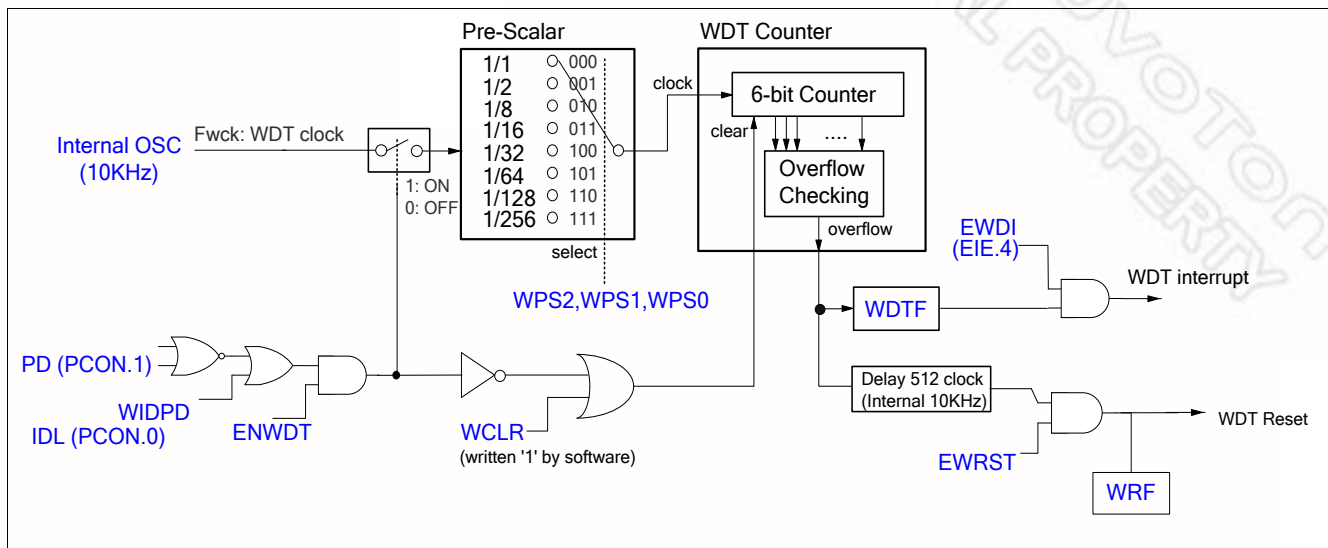 Pre-Scalar
WDT Counter
1/1 000
1/2 001
1/8 010
1/16 011
1/32 100
1/64 101
1/128 110
1/256 111
clock
6-bit Counter
clear
....
Overflow
Checking
overflow
Internal OSC
(10KHz)
Fwck: WDT clock
1: ON
0: OFF
select
WPS2,WPS1,WPS0
EWDI
(EIE.4)
WDT interrupt
WDTF
PD (PCON.1)
WIDPD
IDL (PCON.0)
ENWDT
WCLR
(written '1' by software)
Delay 512 clock
(Internal 10KHz)
WDT Reset
EWRST
WRF
PROPERTY